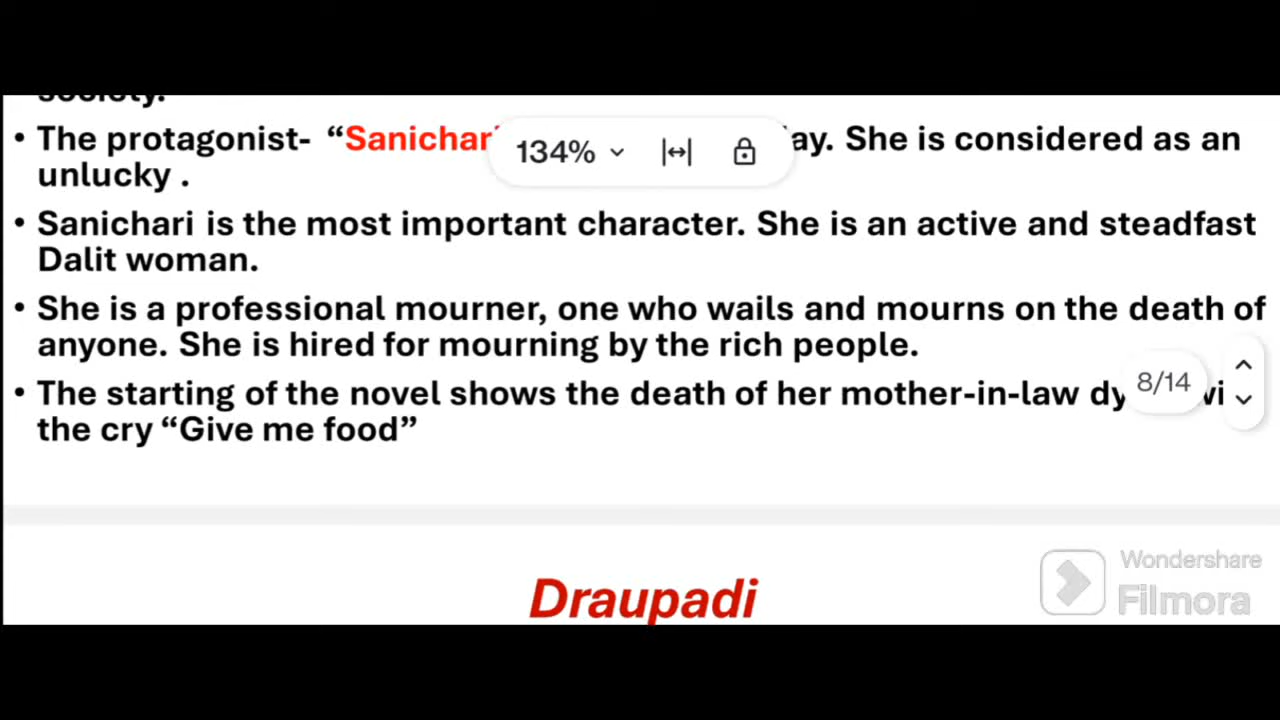 society.
• The protagonist- “Sanichari ay. She is considered as an
unlucky .
• Sanichari is the most important character. She is an active and steadfast
Dalit woman.
• She is a professional mourner, one who wails and mourns on the death of
anyone. She is hired for mourning by the rich people.
• The starting of the novel shows the death of her mother-in-law
the cry “Give me food”
134%
8/14
Draupadi
Wondershare
Filmora